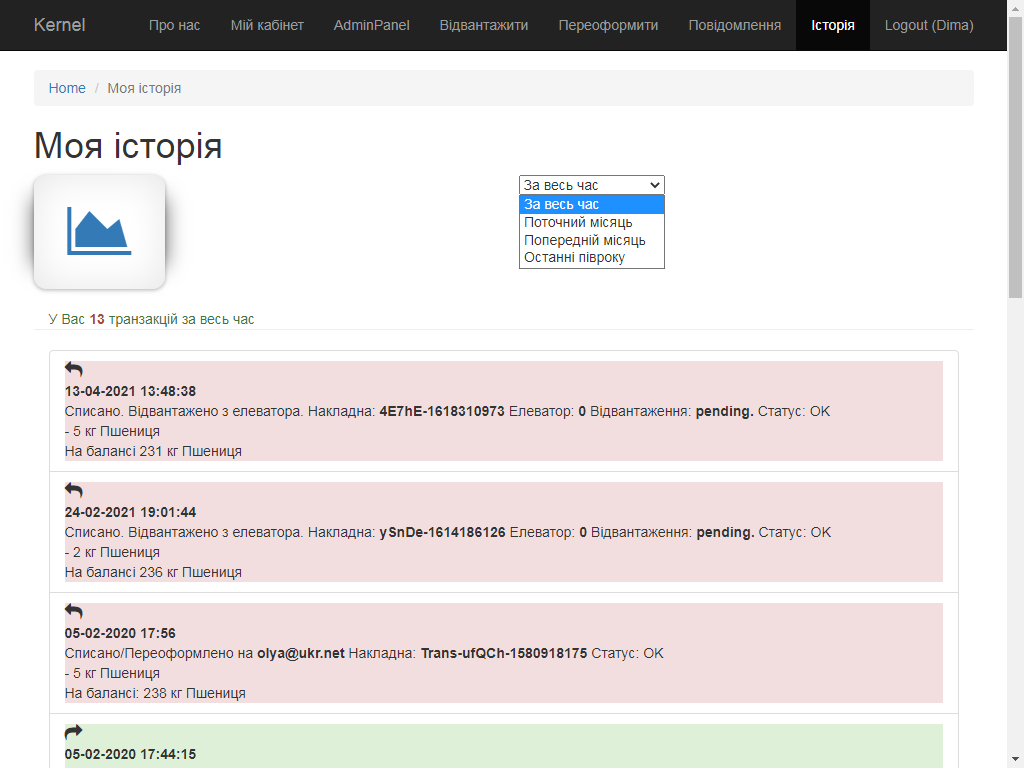 Kernel Про нас Мій кабінет AdminPanel Відвантажити Переоформити Повідомлення Історія Logout (Dima)
Home / Моя історія
Моя історія
За весь час
За весь час
Поточний місяць
Попередній місяць
Останні півроку
У Вас 13 транзакцій за весь час
13-04-2021 13:48:38
Списано. Відвантажено з елеватора. Накладна: 4E7hE-1618310973 Елеватор: 0 Відвантаження: pending. Статус: OK
- 5 кг Пшениця
На балансі 231 кг Пшениця
24-02-2021 19:01:44
Списано. Відвантажено з елеватора. Накладна: ySnDe-1614186126 Елеватор: 0 Відвантаження: pending. Статус: OK
- 2 кг Пшениця
На балансі 236 кг Пшениця
05-02-2020 17:56
Списано/Переоформлено на olya@ukr.net Накладна: Trans-ufQCh-1580918175 Статус: OK
- 5 кг Пшениця
На балансі: 238 кг Пшениця
05-02-2020 17:44:15